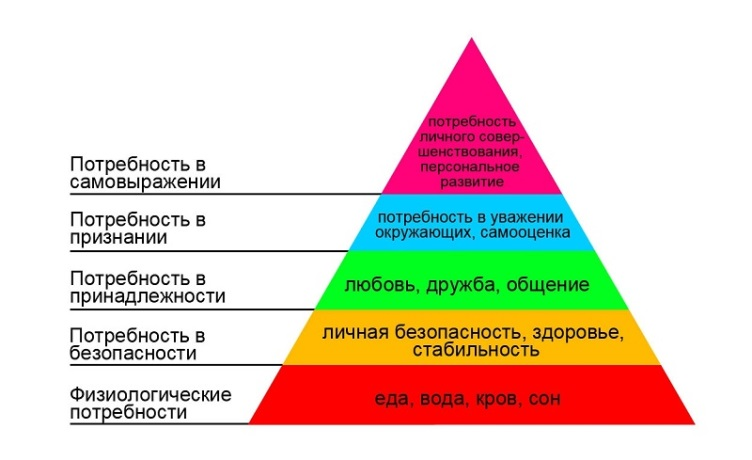 потребность
личного совер-
шенствования,
персональное
развитие
Потребность в
самовыражении
потребность в уважении
окружающих, самооценка
Потребность в
признании
любовь, дружба, общение
Потребность в
принадлежности
личная безопасность, здоровье,
стабильность
Потребность в
безопасности
еда, вода, кров, сон
Физиологические
потребности